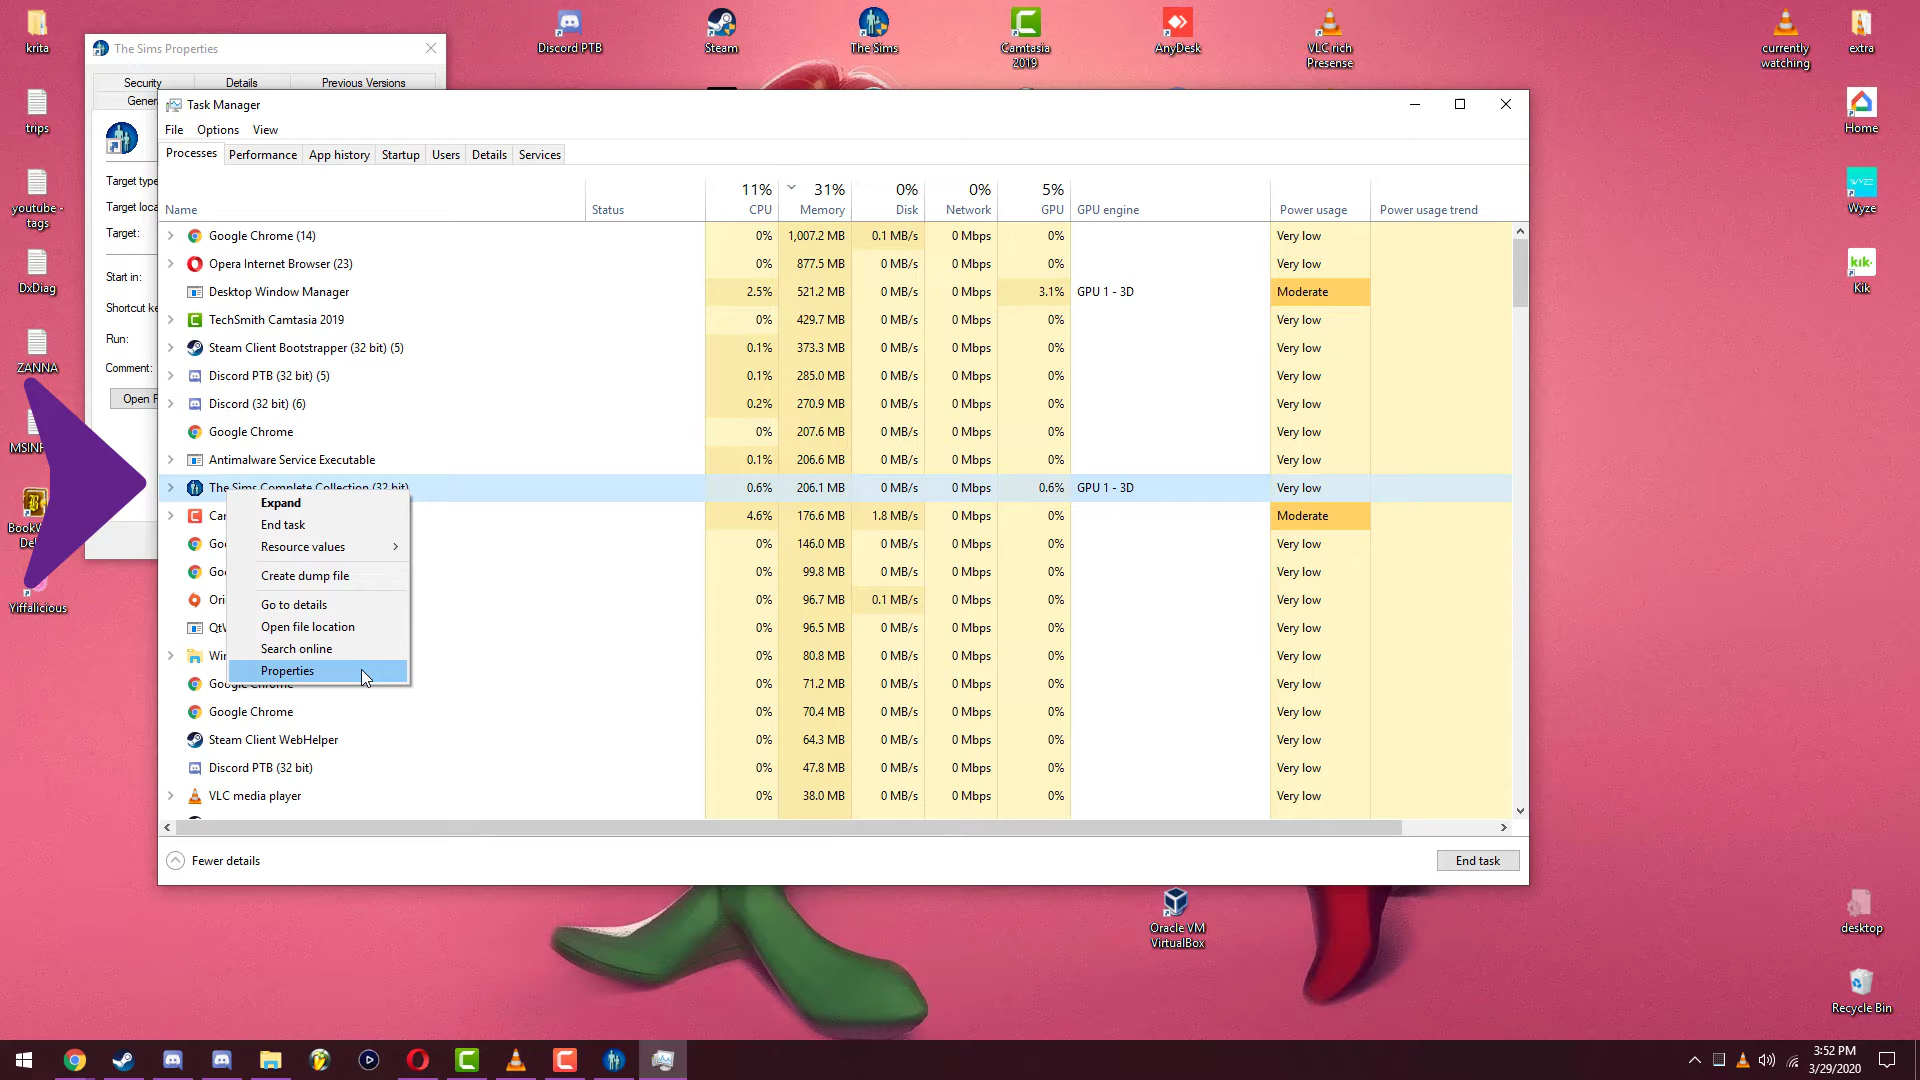 krita
trips
youtube -
tags
DxDiag
ZANNA
MSINF
BookW
Del
Yiffalicious
Discord PTB
Steam
The Sims
Camtasia
2019
AnyDesk
VLC rich
Presense
currently
watching
extra
Home
Wyze
Kik
The Sims Properties
Security Details Previous Versions
Genera
Target type
Target loca
Target:
Start in:
Shortcut ke
Run:
Comment:
Open F
Task Manager
File Options View
Processes Performance App history Startup Users Details Services
11% 31% 0% 0% 5%
Name Status CPU Memory Disk Network GPU GPU engine Power usage Power usage trend
Google Chrome (14) 0% 1,007.2 MB 0.1 MB/s 0 Mbps 0% Very low
Opera Internet Browser (23) 0% 877.5 MB 0 MB/s 0 Mbps 0% Very low
Desktop Window Manager 2.5% 521.2 MB 0 MB/s 0 Mbps 3.1% GPU 1 - 3D Moderate
TechSmith Camtasia 2019 0% 429.7 MB 0 MB/s 0 Mbps 0% Very low
Steam Client Bootstrapper (32 bit) (5) 0.1% 373.3 MB 0 MB/s 0 Mbps 0% Very low
Discord PTB (32 bit) (5) 0.1% 285.0 MB 0 MB/s 0 Mbps 0% Very low
Discord (32 bit) (6) 0.2% 270.9 MB 0 MB/s 0 Mbps 0% Very low
Google Chrome 0% 207.6 MB 0 MB/s 0 Mbps 0% Very low
Antimalware Service Executable 0.1% 206.6 MB 0 MB/s 0 Mbps 0% Very low
The Sims Complete Collection (32 bit) 0.6% 206.1 MB 0 MB/s 0 Mbps 0.6% GPU 1 - 3D Very low
Ca 4.6% 176.6 MB 1.8 MB/s 0 Mbps 0% Moderate
Go 0% 146.0 MB 0 MB/s 0 Mbps 0% Very low
Go 0% 99.8 MB 0 MB/s 0 Mbps 0% Very low
Ori 0% 96.7 MB 0.1 MB/s 0 Mbps 0% Very low
QtW 0% 96.5 MB 0 MB/s 0 Mbps 0% Very low
Win 0% 80.8 MB 0 MB/s 0 Mbps 0% Very low
Google Chrome 0% 71.2 MB 0 MB/s 0 Mbps 0% Very low
Google Chrome 0% 70.4 MB 0 MB/s 0 Mbps 0% Very low
Steam Client WebHelper 0% 64.3 MB 0 MB/s 0 Mbps 0% Very low
Discord PTB (32 bit) 0% 47.8 MB 0 MB/s 0 Mbps 0% Very low
VLC media player 0% 38.0 MB 0 MB/s 0 Mbps 0% Very low
Expand
End task
Resource values
Create dump file
Go to details
Open file location
Search online
Properties
Fewer details End task
Oracle VM
VirtualBox
desktop
Recycle Bin
3:52 PM
3/29/2020